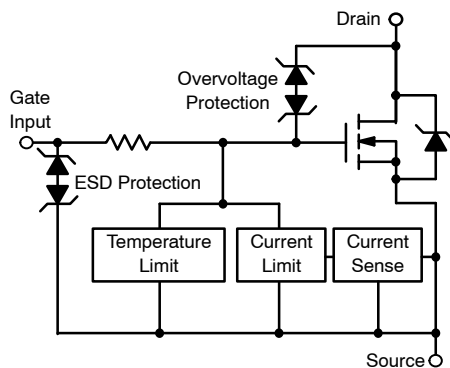 Drain
Overvoltage
Protection
Gate
Input
ESD Protection
Temperature
Limit
Current
Limit
Current
Sense
Source